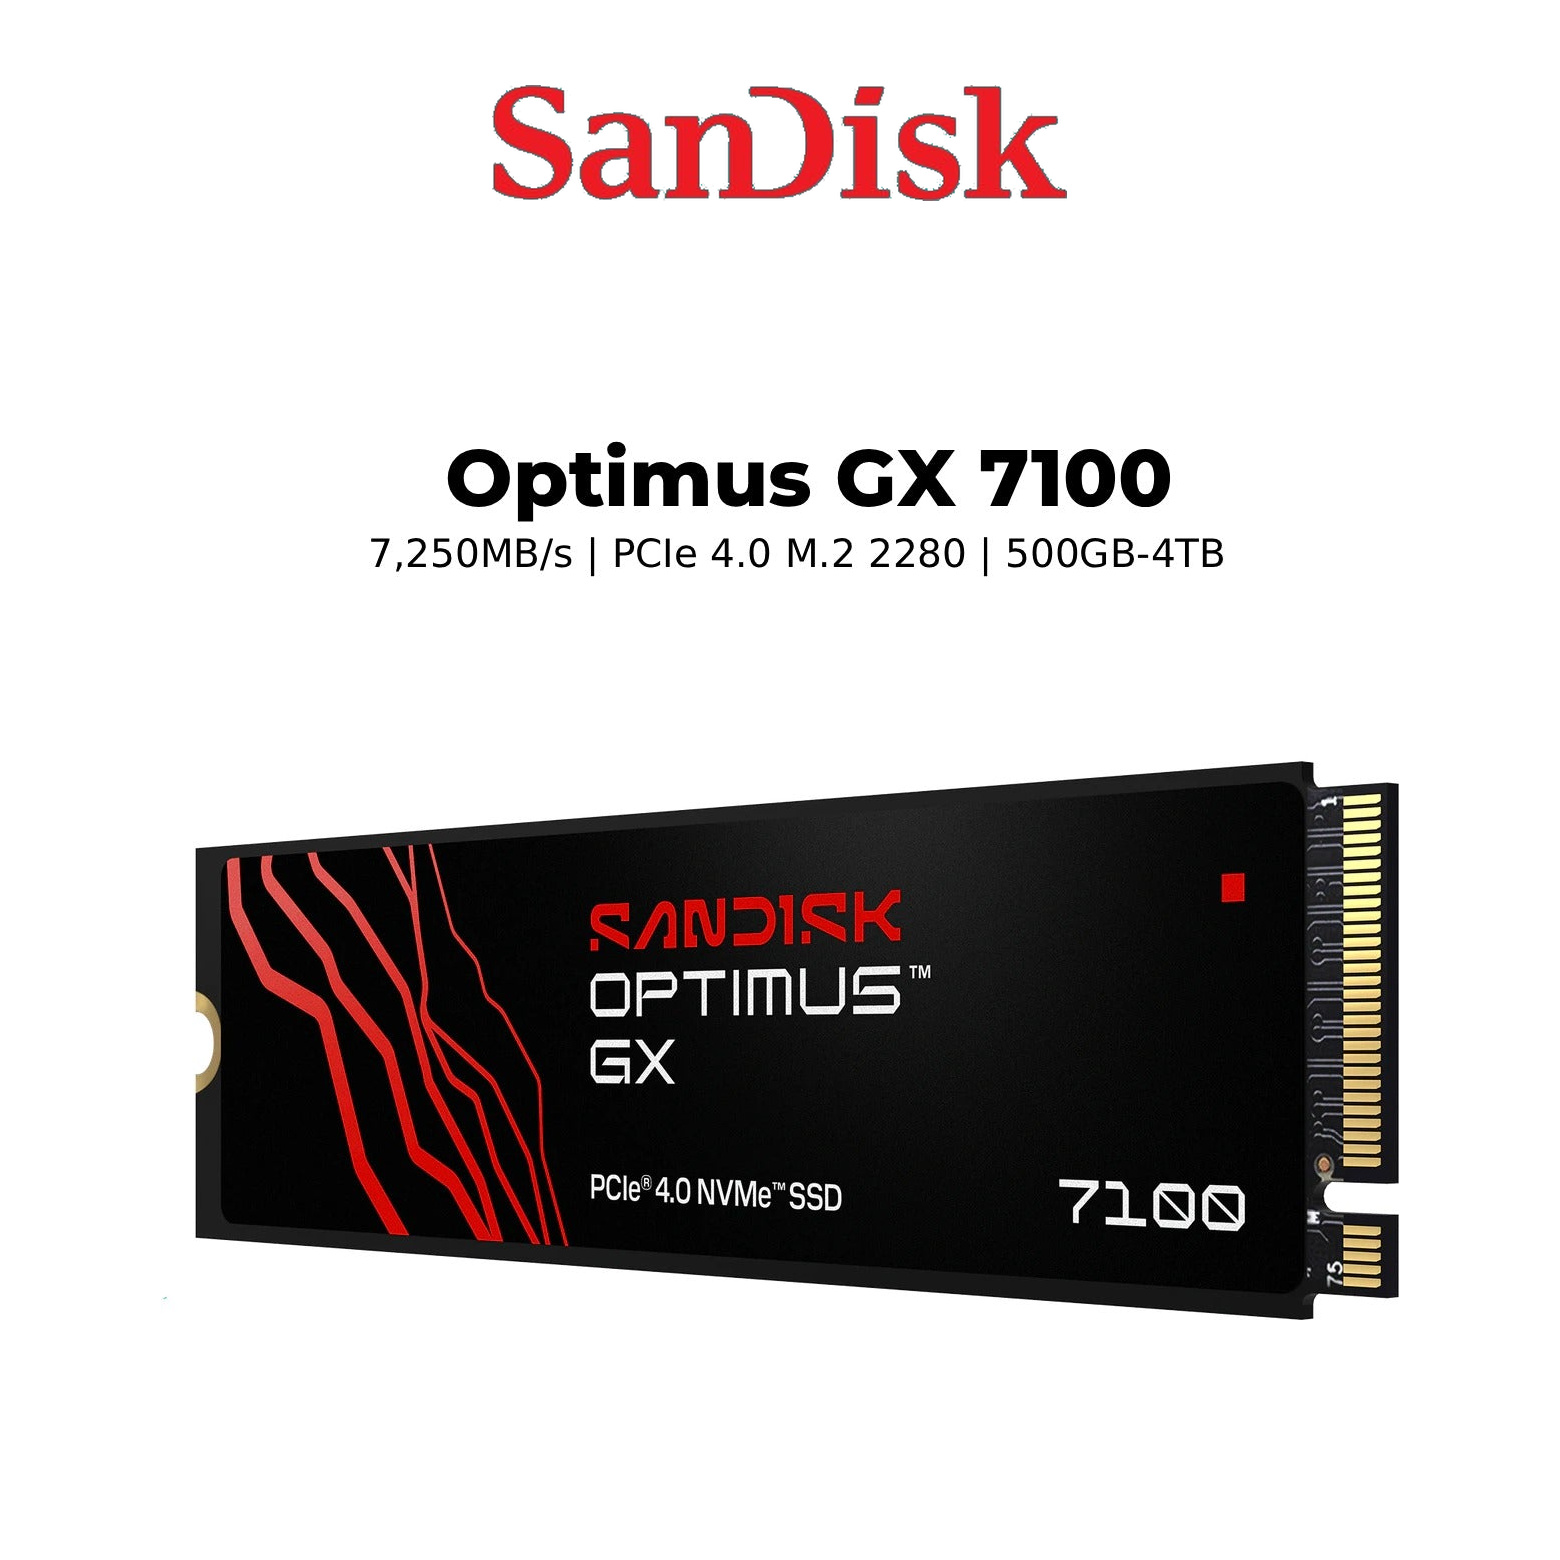 SanDisk
Optimus GX 7100
7,250MB/s | PCIe 4.0 M.2 2280 | 500GB-4TB
SANDISK
OPTIMUS™
GX
PCIe® 4.0 NVMe™ SSD
7100
1
M
75